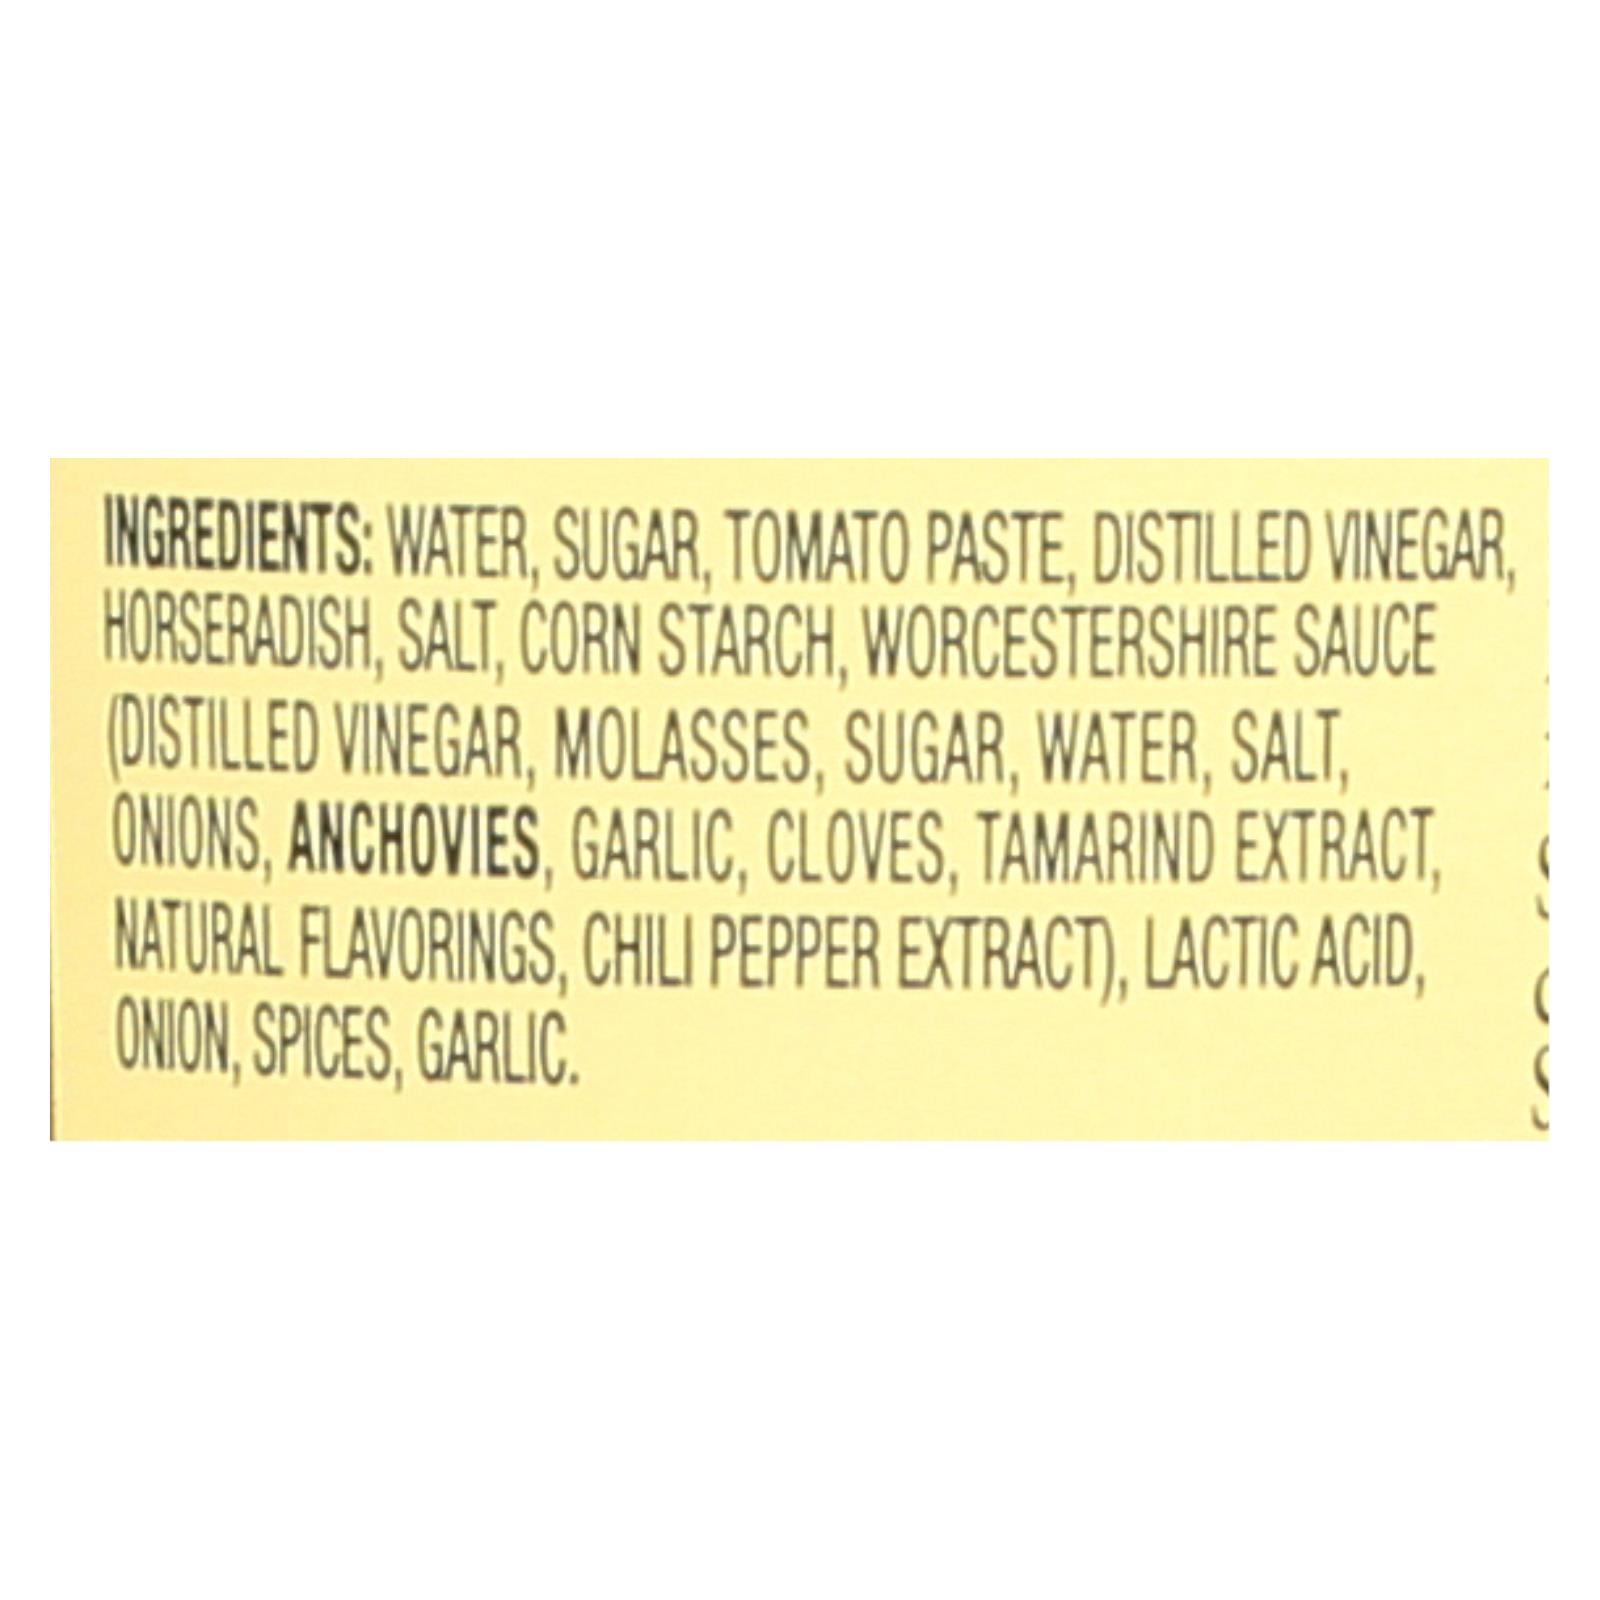 INGREDIENTS: WATER, SUGAR, TOMATO PASTE, DISTILLED VINEGAR,
HORSERADISH, SALT, CORN STARCH, WORCESTERSHIRE SAUCE
(DISTILLED VINEGAR, MOLASSES, SUGAR, WATER, SALT,
ONIONS, ANCHOVIES, GARLIC, CLOVES, TAMARIND EXTRACT,
NATURAL FLAVORINGS, CHILI PEPPER EXTRACT), LACTIC ACID,
ONION, SPICES, GARLIC.